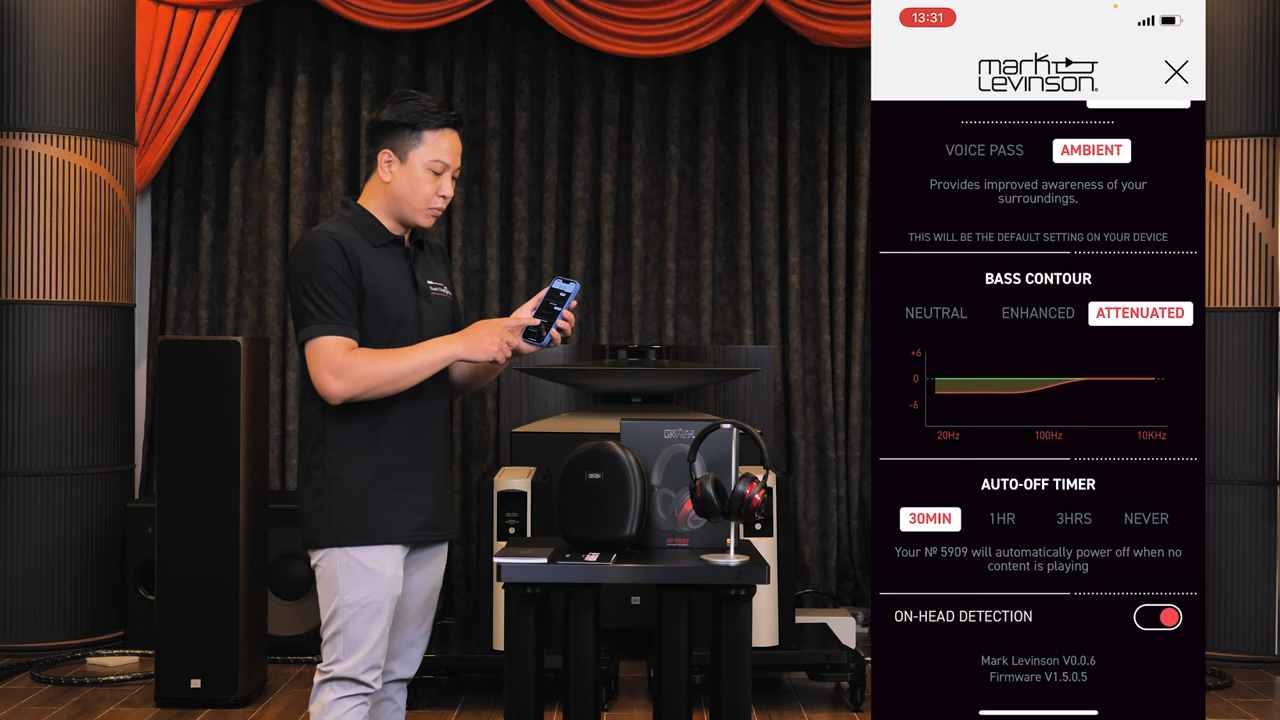 13:31
mark
Levinson
VOICE PASS AMBIENT
Provides improved awareness of your
surroundings.
THIS WILL BE THE DEFAULT SETTING ON YOUR DEVICE
BASS CONTOUR
NEUTRAL ENHANCED ATTENUATED
+6
0
-6
20Hz 100Hz 10KHz
AUTO-OFF TIMER
30MIN 1HR 3HRS NEVER
Your № 5909 will automatically power off when no
content is playing
ON-HEAD DETECTION
Mark Levinson V0.0.6
Firmware V1.5.0.5